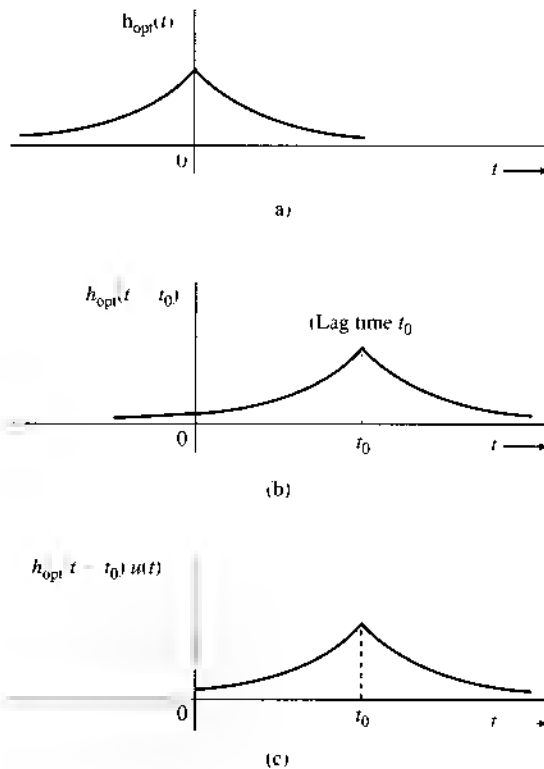 h_opt(t)
0
t
a)
h_opt(t t_0)
(Lag time t_0
0
t_0
t
(b)
h_opt t - t_0) u(t)
0
t_0
t
(c)